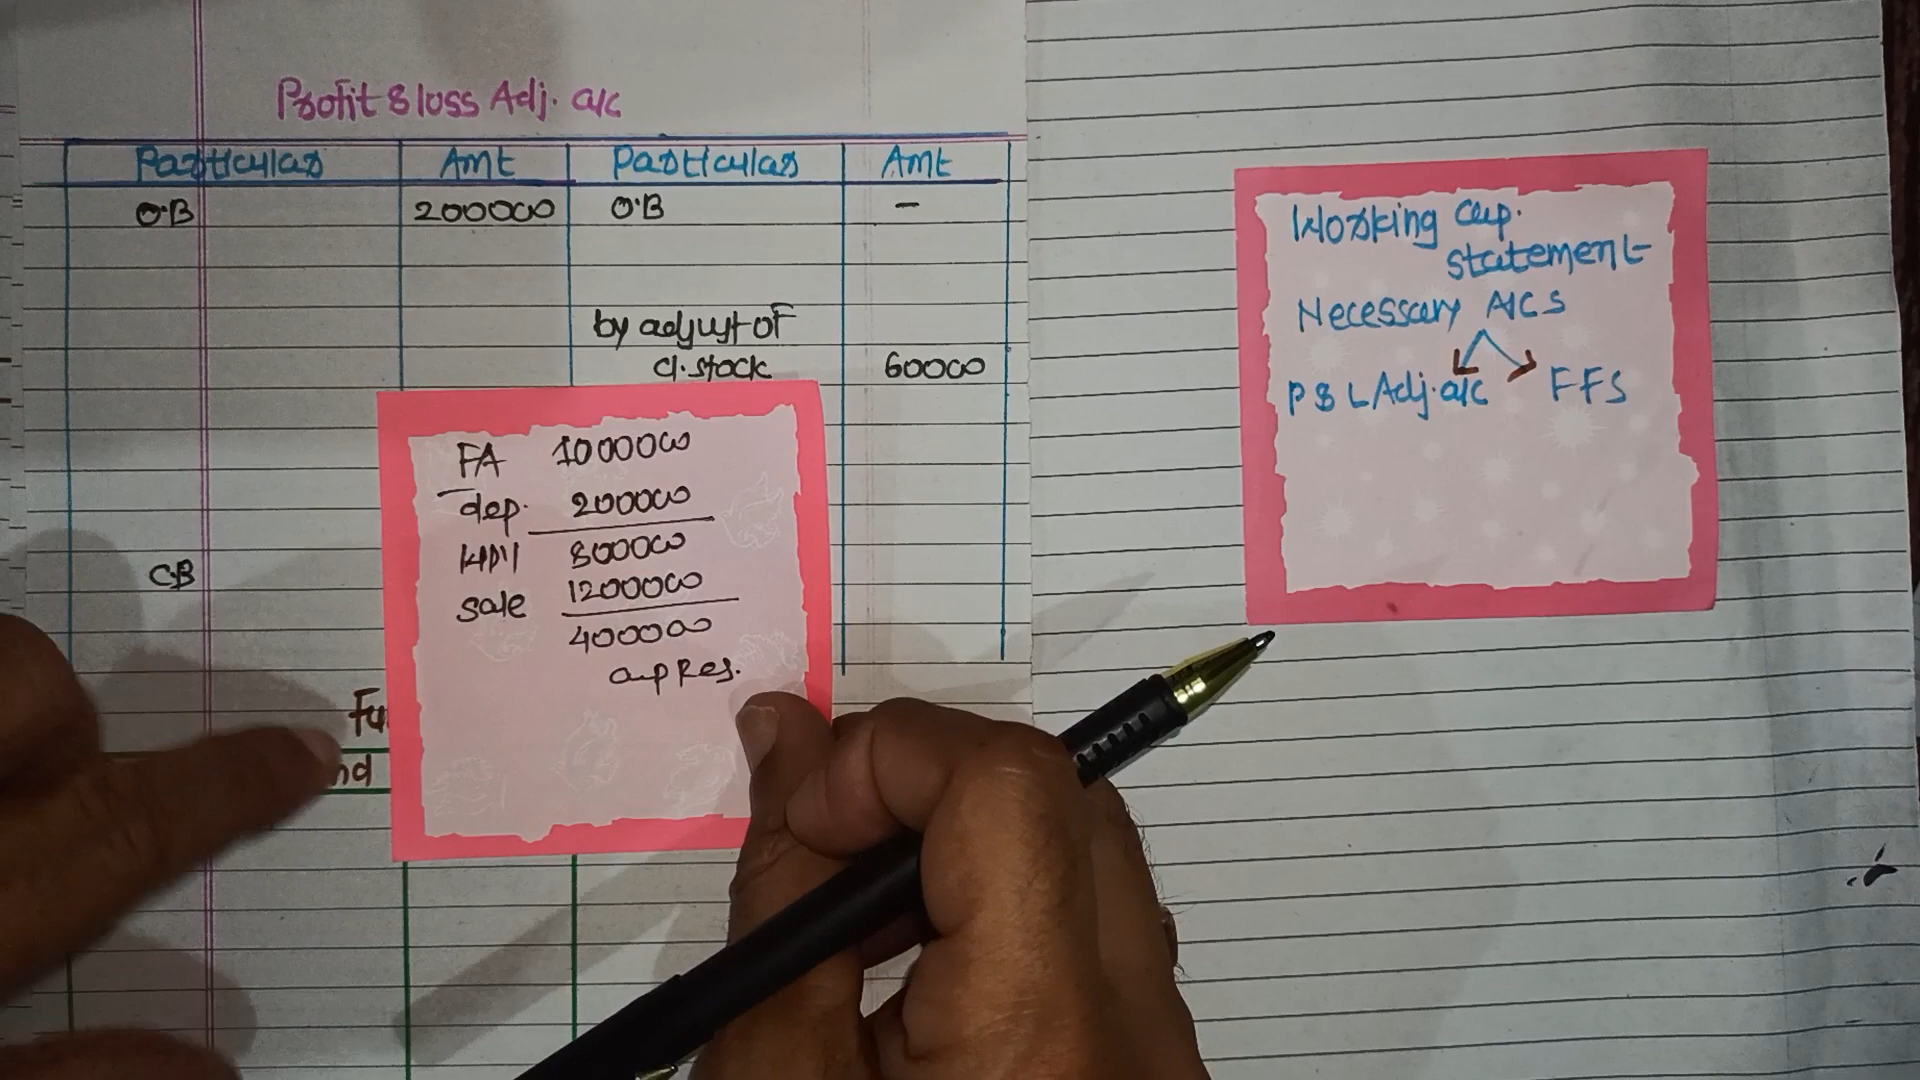 Profit & loss Adj. a/c
Particulars Amt Particulars Amt
O.B 200000 O.B -
by adjust of
cl. stock 60000
CB
FA 1000000
dep. 200000
WDV 800000
sale 1200000
400000
cap Res.
Working cap.
statement
Necessary A/CS
P & L Adj. a/c FFS